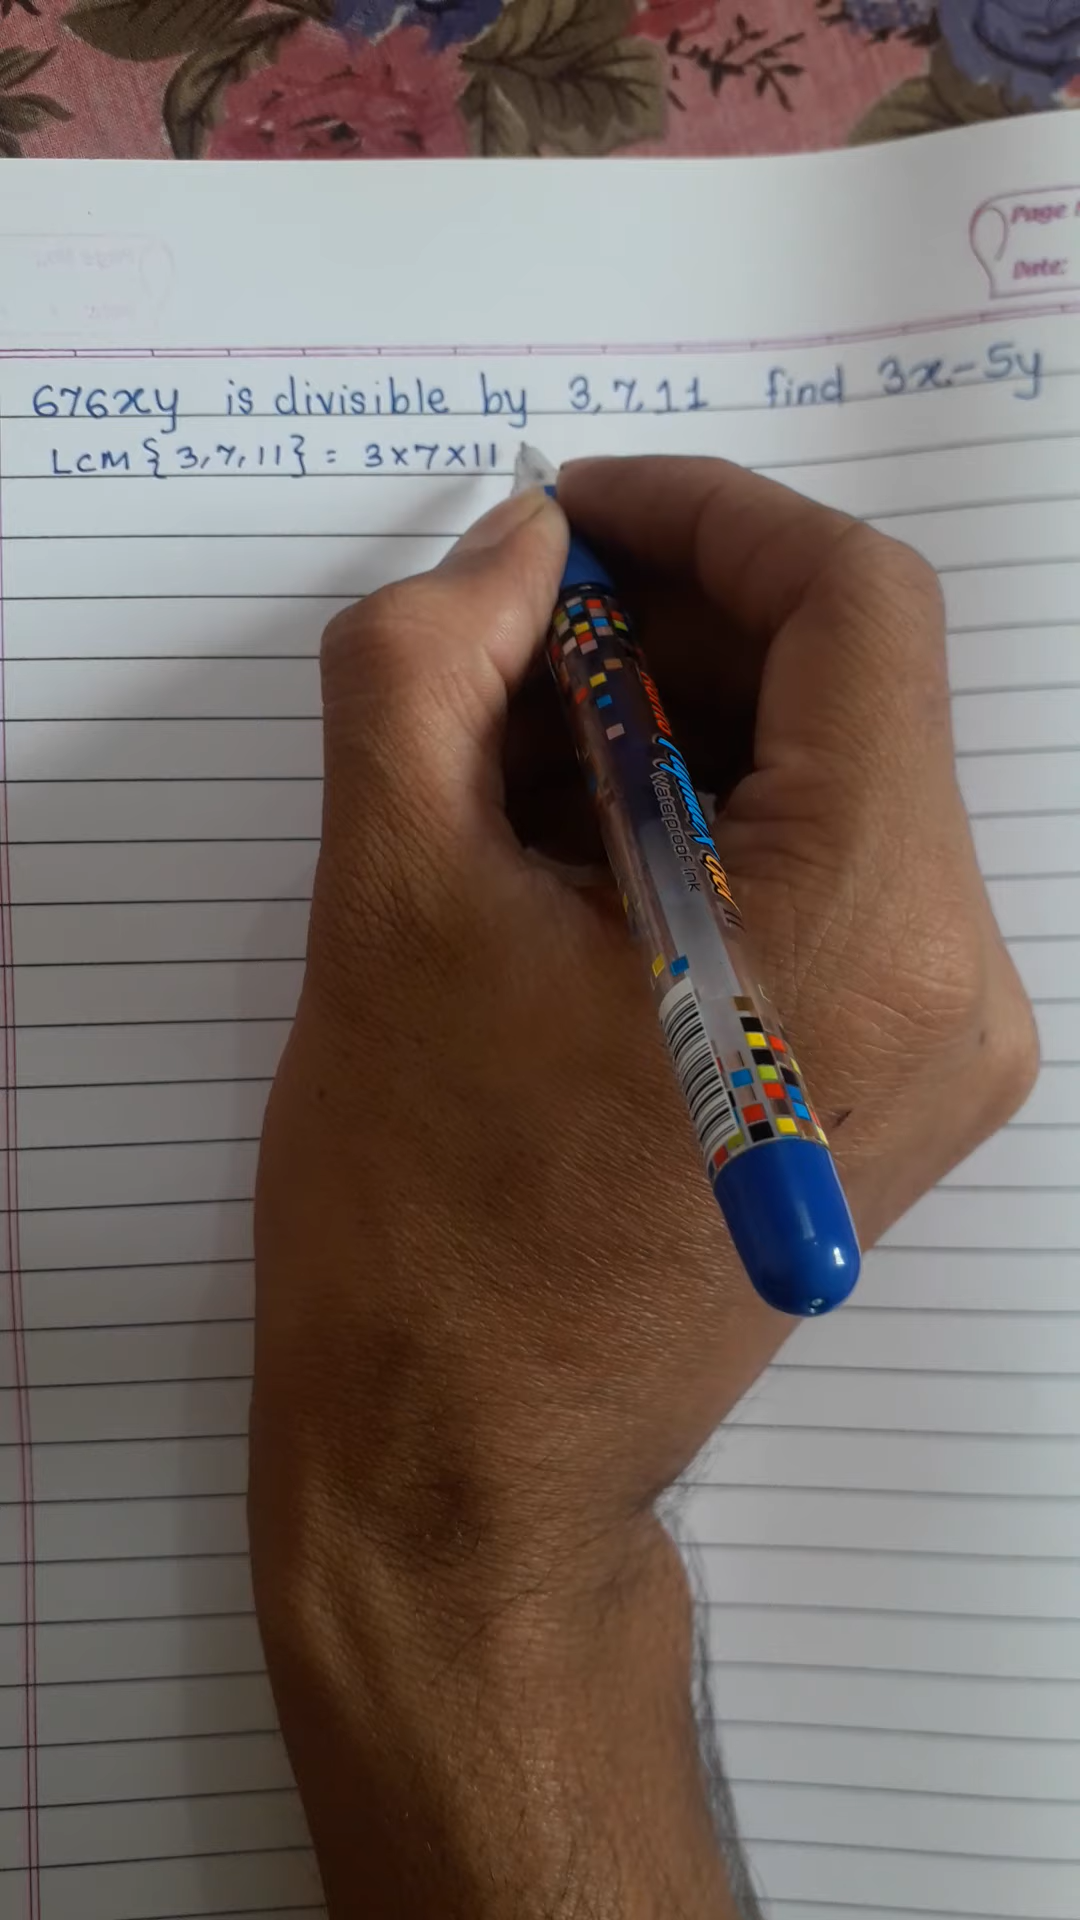 Page
Date:
676xy is divisible by 3,7,11 find 3x-5y
LCM { 3,7,11} = 3×7×11
Waterproof Ink